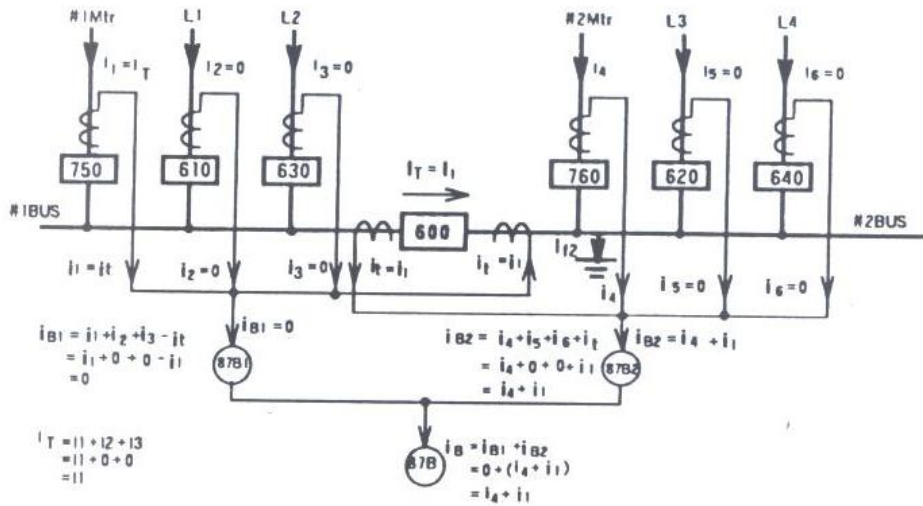 #1Mtr L1 L2 #2Mtr L3 L4
I1=IT I2=0 I3=0 I4 I5=0 I6=0
750 610 630 760 620 640
IT=I1
#1BUS 600 #2BUS
I12
i1=it i2=0 i3=0 it=i1 it=i1 i4 i5=0 i6=0
iB1=0
iB1=i1+i2+i3-it
=i1+0+0-i1
=0
87B1
iB2=i4+i5+i6+it
=i4+0+0+i1
=i4+i1
iB2=i4+i1
87B2
IT=I1+I2+I3
=I1+0+0
=I1
87B
iB=iB1+iB2
=0+(i4+i1)
=i4+i1